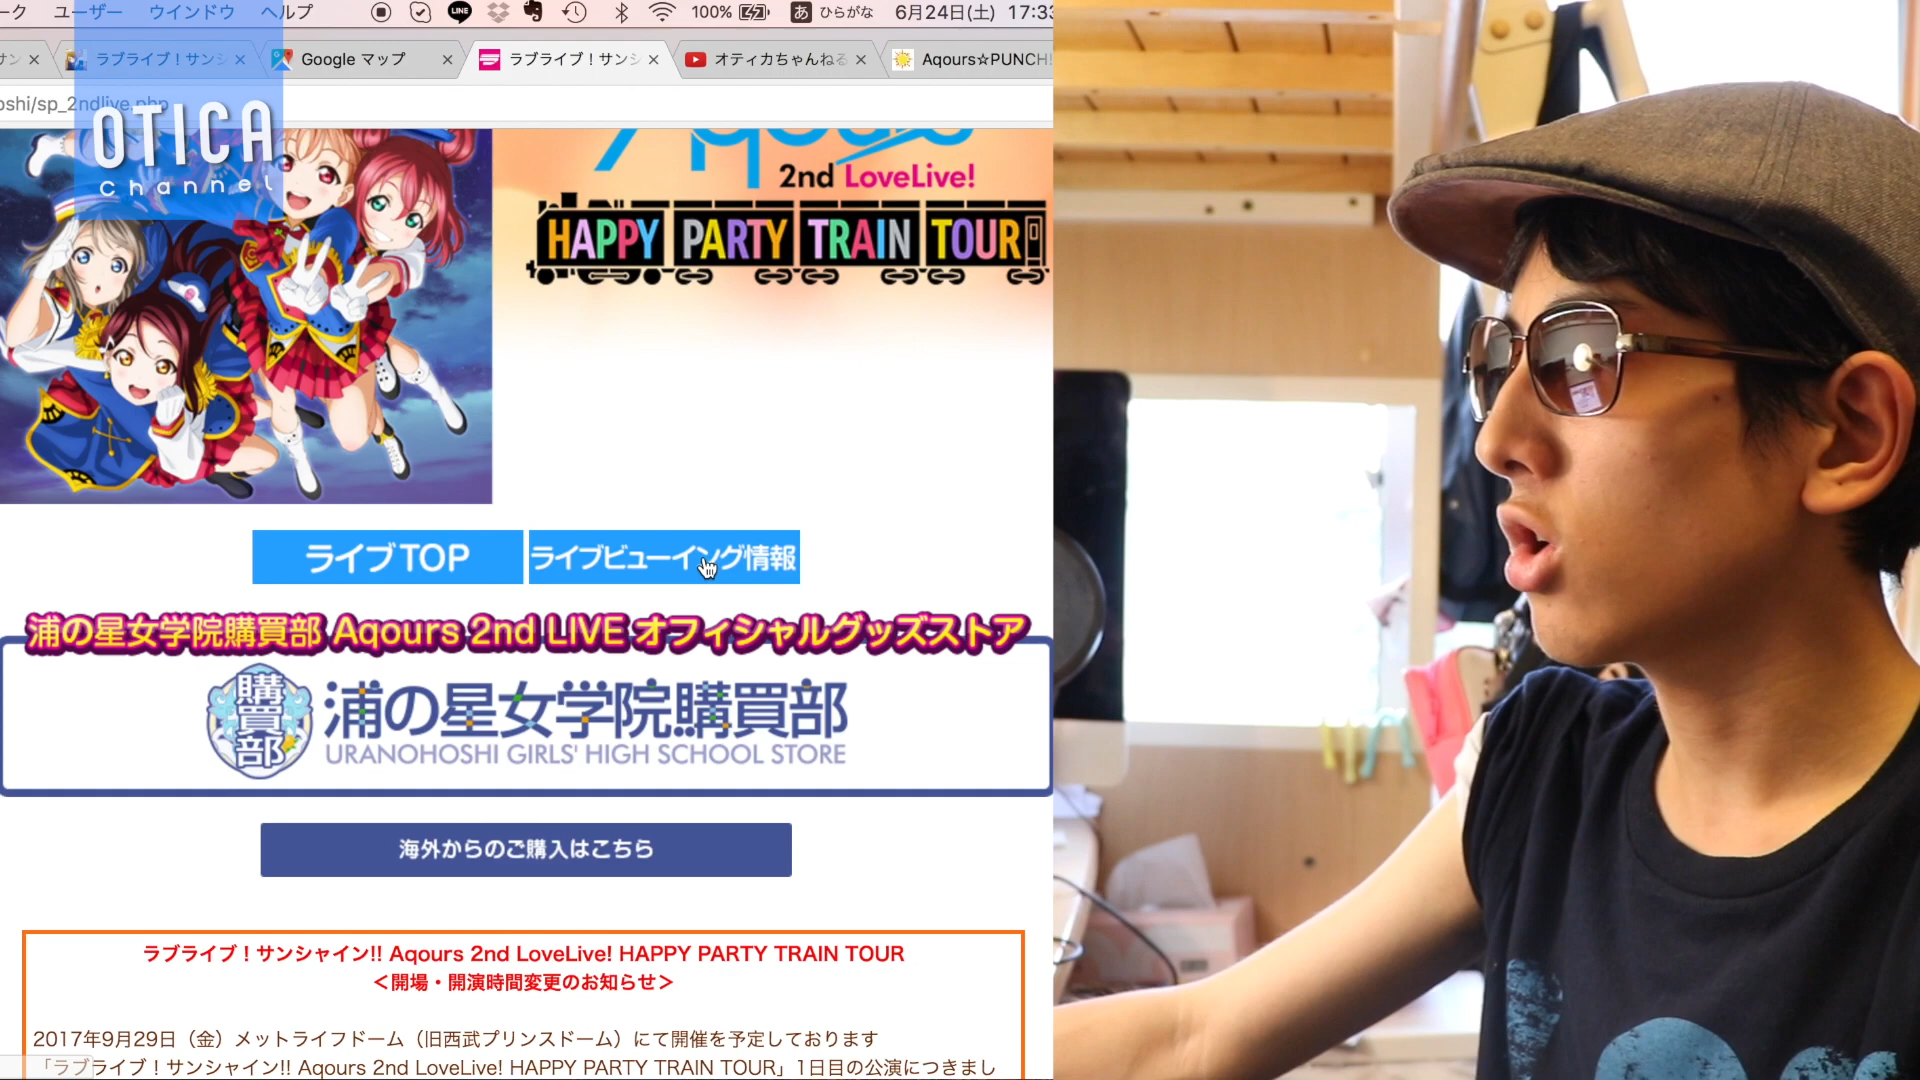 ーク ユーザー ウインドウ ヘルプ LINE 100% あ ひらがな 6月24日(土) 17:33
ラブライブ！サンシ Google マップ ラブライブ！サンシ オティカちゃんねる Aqours☆PUNCH!
oshi/sp_2ndlive.php
OTICA
Channel
Aqours
2nd LoveLive!
HAPPY PARTY TRAIN TOUR
ライブTOP ライブビューイング情報
浦の星女学院購買部 Aqours 2nd LIVE オフィシャルグッズストア
購買部
浦の星女学院購買部
URANOHOSHI GIRLS' HIGH SCHOOL STORE
海外からのご購入はこちら
ラブライブ！サンシャイン!! Aqours 2nd LoveLive! HAPPY PARTY TRAIN TOUR
＜開場・開演時間変更のお知らせ＞
2017年9月29日（金）メットライフドーム（旧西武プリンスドーム）にて開催を予定しております
「ラブライブ！サンシャイン!! Aqours 2nd LoveLive! HAPPY PARTY TRAIN TOUR」1日目の公演につきまし